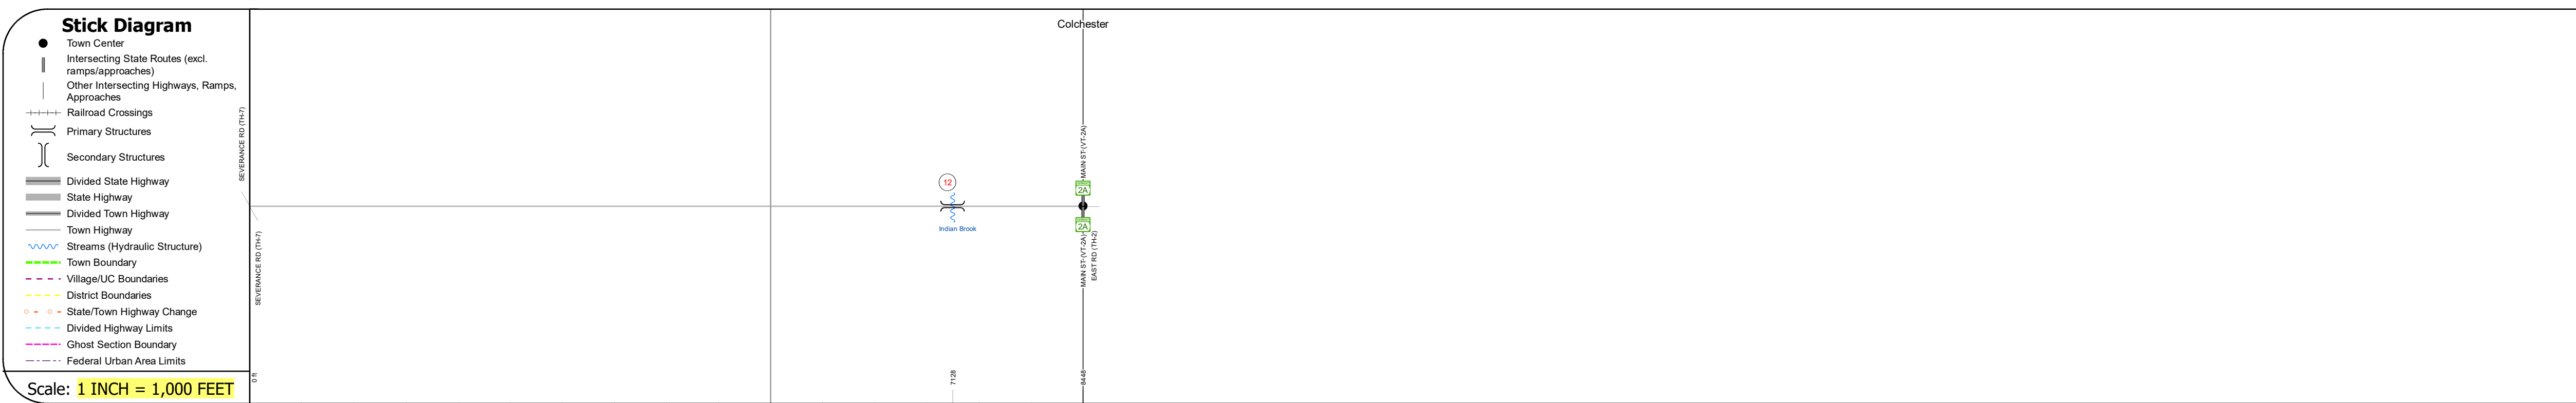 Stick Diagram
Town Center
Intersecting State Routes (excl.
ramps/approaches)
Other Intersecting Highways, Ramps,
Approaches
Railroad Crossings
Primary Structures
Secondary Structures
Divided State Highway
State Highway
Divided Town Highway
Town Highway
Streams (Hydraulic Structure)
Town Boundary
Village/UC Boundaries
District Boundaries
State/Town Highway Change
Divided Highway Limits
Ghost Section Boundary
Federal Urban Area Limits
Scale: 1 INCH = 1,000 FEET
SEVERANCE RD (TH-7)
SEVERANCE RD (TH-7)
0 ft
12
Indian Brook
7128
Colchester
MAIN ST (VT-2A)
2A
2A
MAIN ST (VT-2A)
EAST RD (TH-2)
8448